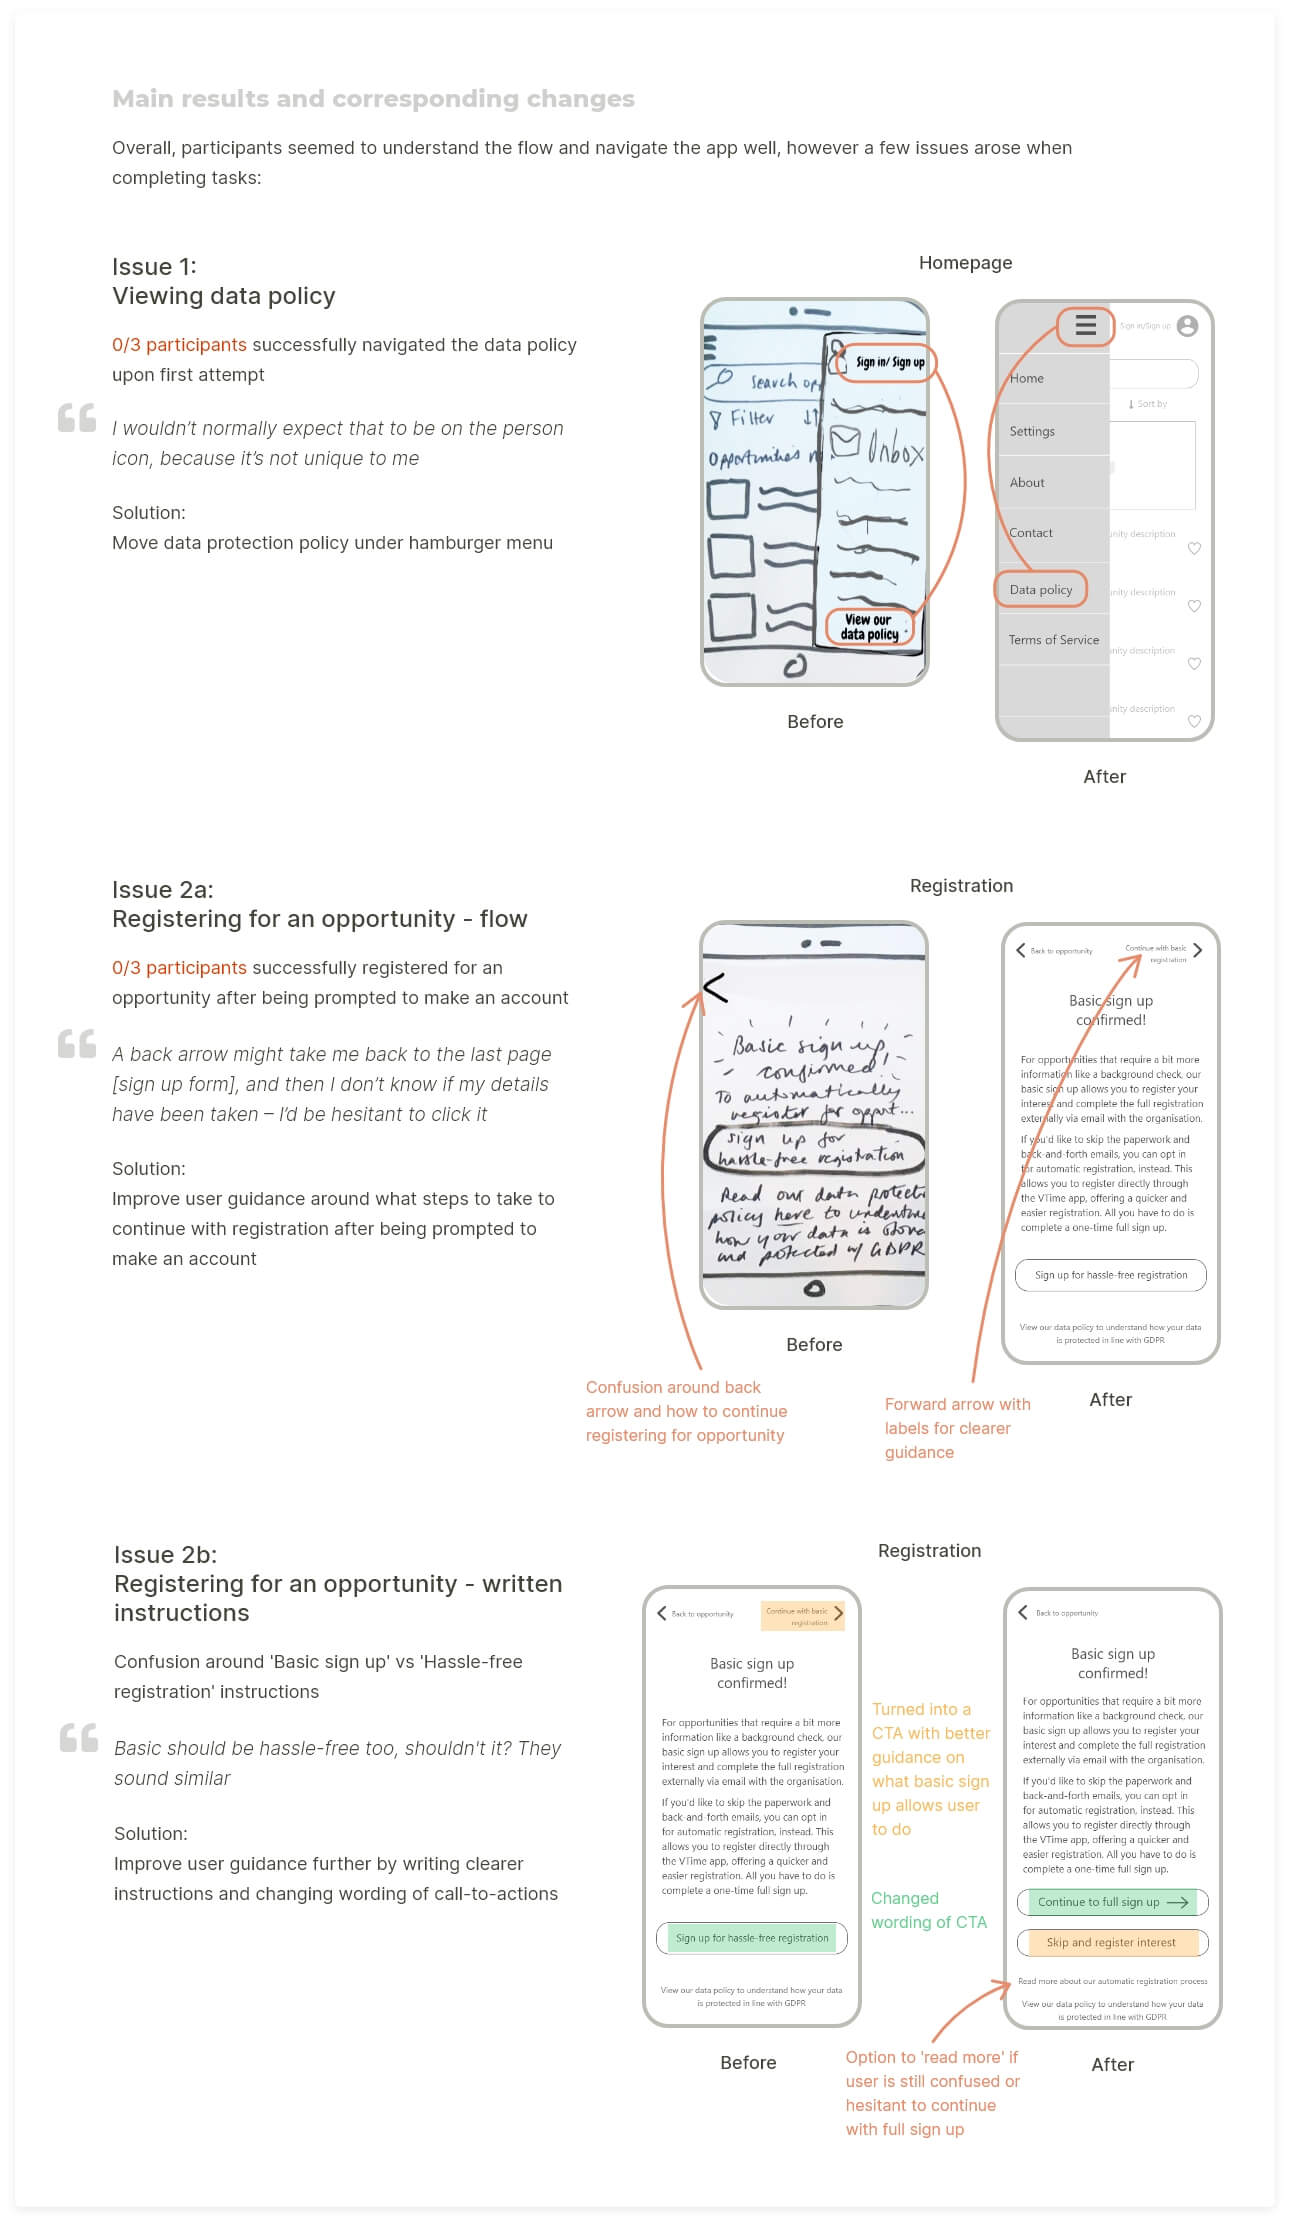 Main results and corresponding changes
Overall, participants seemed to understand the flow and navigate the app well, however a few issues arose when
completing tasks:
Issue 1:
Viewing data policy
0/3 participants successfully navigated the data policy
upon first attempt
I wouldn't normally expect that to be on the person
icon, because it's not unique to me
Solution:
Move data protection policy under hamburger menu
Homepage
Sign in/ Sign up
Search opp
Filter
Opportunities
Inbox
View our
data policy
Before
Sign in/Sign up
Home
Sort by
Settings
About
Contact
unity description
Data policy
unity description
Terms of Service
unity description
unity description
After
Issue 2a:
Registering for an opportunity - flow
0/3 participants successfully registered for an
opportunity after being prompted to make an account
A back arrow might take me back to the last page
[sign up form], and then I don't know if my details
have been taken – I'd be hesitant to click it
Solution:
Improve user guidance around what steps to take to
continue with registration after being prompted to
make an account
Registration
Basic sign up
confirmed!
To automatically
register for opport...
sign up for
hassle-free registration
Read our data protecti
policy here to understand
how your data is stored
and protected w/ GDPR
Before
Confusion around back
arrow and how to continue
registering for opportunity
Back to opportunity
Continue with basic
registration
Basic sign up
confirmed!
For opportunities that require a bit more
information like a background check, our
basic sign up allows you to register your
interest and complete the full registration
externally via email with the organisation.
If you'd like to skip the paperwork and
back-and-forth emails, you can opt in
for automatic registration, instead. This
allows you to register directly through
the VTime app, offering a quicker and
easier registration. All you have to do is
complete a one-time full sign up.
Sign up for hassle-free registration
View our data policy to understand how your data
is protected in line with GDPR
After
Forward arrow with
labels for clearer
guidance
Issue 2b:
Registering for an opportunity - written
instructions
Confusion around 'Basic sign up' vs 'Hassle-free
registration' instructions
Basic should be hassle-free too, shouldn't it? They
sound similar
Solution:
Improve user guidance further by writing clearer
instructions and changing wording of call-to-actions
Registration
Back to opportunity
Continue with basic
registration
Basic sign up
confirmed!
For opportunities that require a bit more
information like a background check, our
basic sign up allows you to register your
interest and complete the full registration
externally via email with the organisation.
If you'd like to skip the paperwork and
back-and-forth emails, you can opt in
for automatic registration, instead. This
allows you to register directly through
the VTime app, offering a quicker and
easier registration. All you have to do is
complete a one-time full sign up.
Sign up for hassle-free registration
View our data policy to understand how your data
is protected in line with GDPR
Before
Turned into a
CTA with better
guidance on
what basic sign
up allows user
to do
Changed
wording of CTA
Back to opportunity
Basic sign up
confirmed!
For opportunities that require a bit more
information like a background check, our
basic sign up allows you to register your
interest and complete the full registration
externally via email with the organisation.
If you'd like to skip the paperwork and
back-and-forth emails, you can opt in
for automatic registration, instead. This
allows you to register directly through
the VTime app, offering a quicker and
easier registration. All you have to do is
complete a one-time full sign up.
Continue to full sign up
Skip and register interest
Read more about our automatic registration process
View our data policy to understand how your data
is protected in line with GDPR
After
Option to 'read more' if
user is still confused or
hesitant to continue
with full sign up